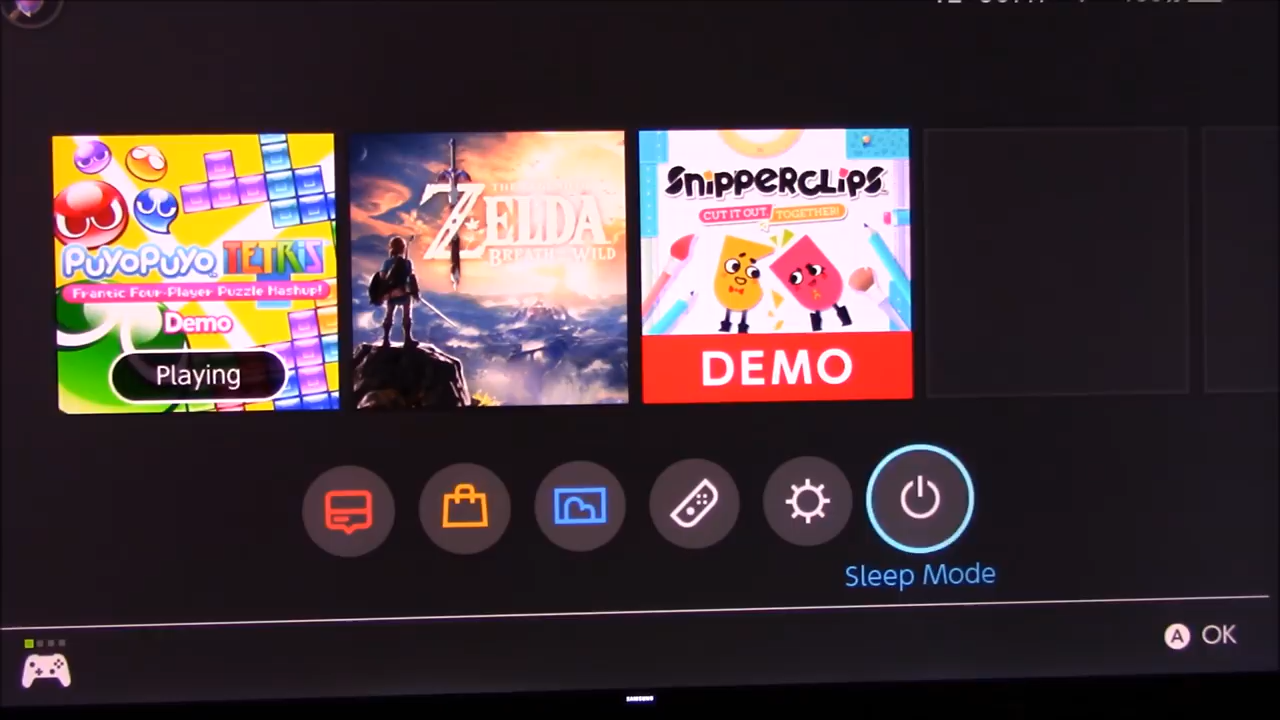 PUYOPUYO TETRIS
Frantic Four-Player Puzzle Mashup!
Demo
Playing
ZELDA
BREATH OF THE WILD
SNIPPERCLIPS
CUT IT OUT, TOGETHER!
DEMO
Sleep Mode
A OK
SAMSUNG